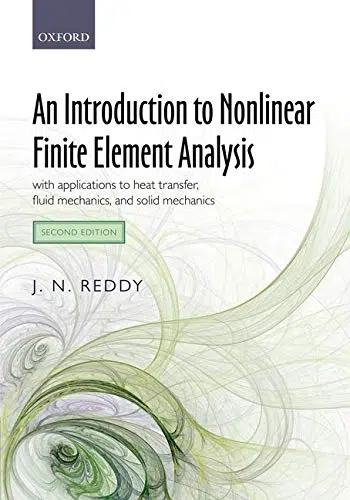 OXFORD
An Introduction to Nonlinear
Finite Element Analysis
with applications to heat transfer,
fluid mechanics, and solid mechanics
SECOND EDITION
J. N. REDDY